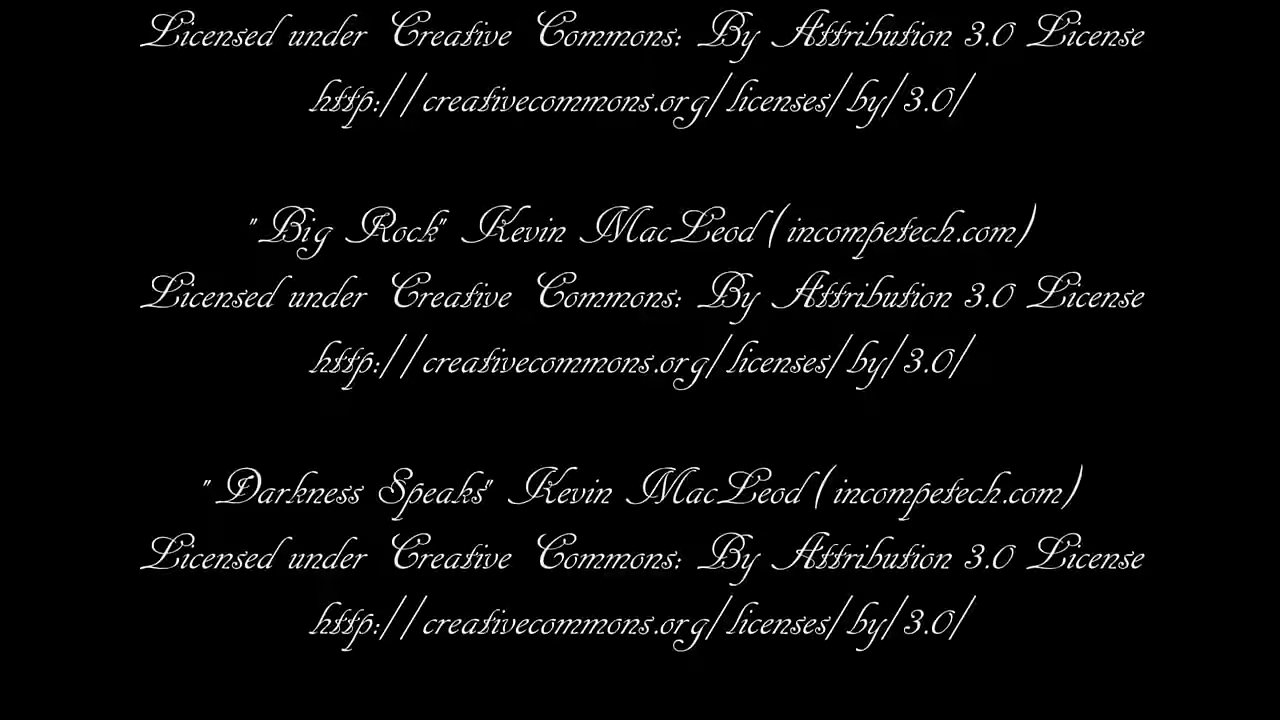 Licensed under Creative Commons: By Attribution 3.0 License
http://creativecommons.org/licenses/by/3.0/
"Big Rock" Kevin MacLeod (incompetech.com)
Licensed under Creative Commons: By Attribution 3.0 License
http://creativecommons.org/licenses/by/3.0/
"Darkness Speaks" Kevin MacLeod (incompetech.com)
Licensed under Creative Commons: By Attribution 3.0 License
http://creativecommons.org/licenses/by/3.0/